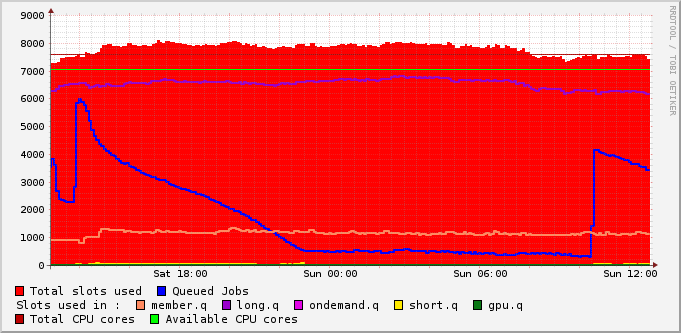 9000
8000
7000
6000
5000
4000
3000
2000
1000
0
Sat 18:00 Sun 00:00 Sun 06:00 Sun 12:00
RRDTOOL / TOBI OETIKER
Total slots used Queued Jobs
Slots used in : member.q long.q ondemand.q short.q gpu.q
Total CPU cores Available CPU cores